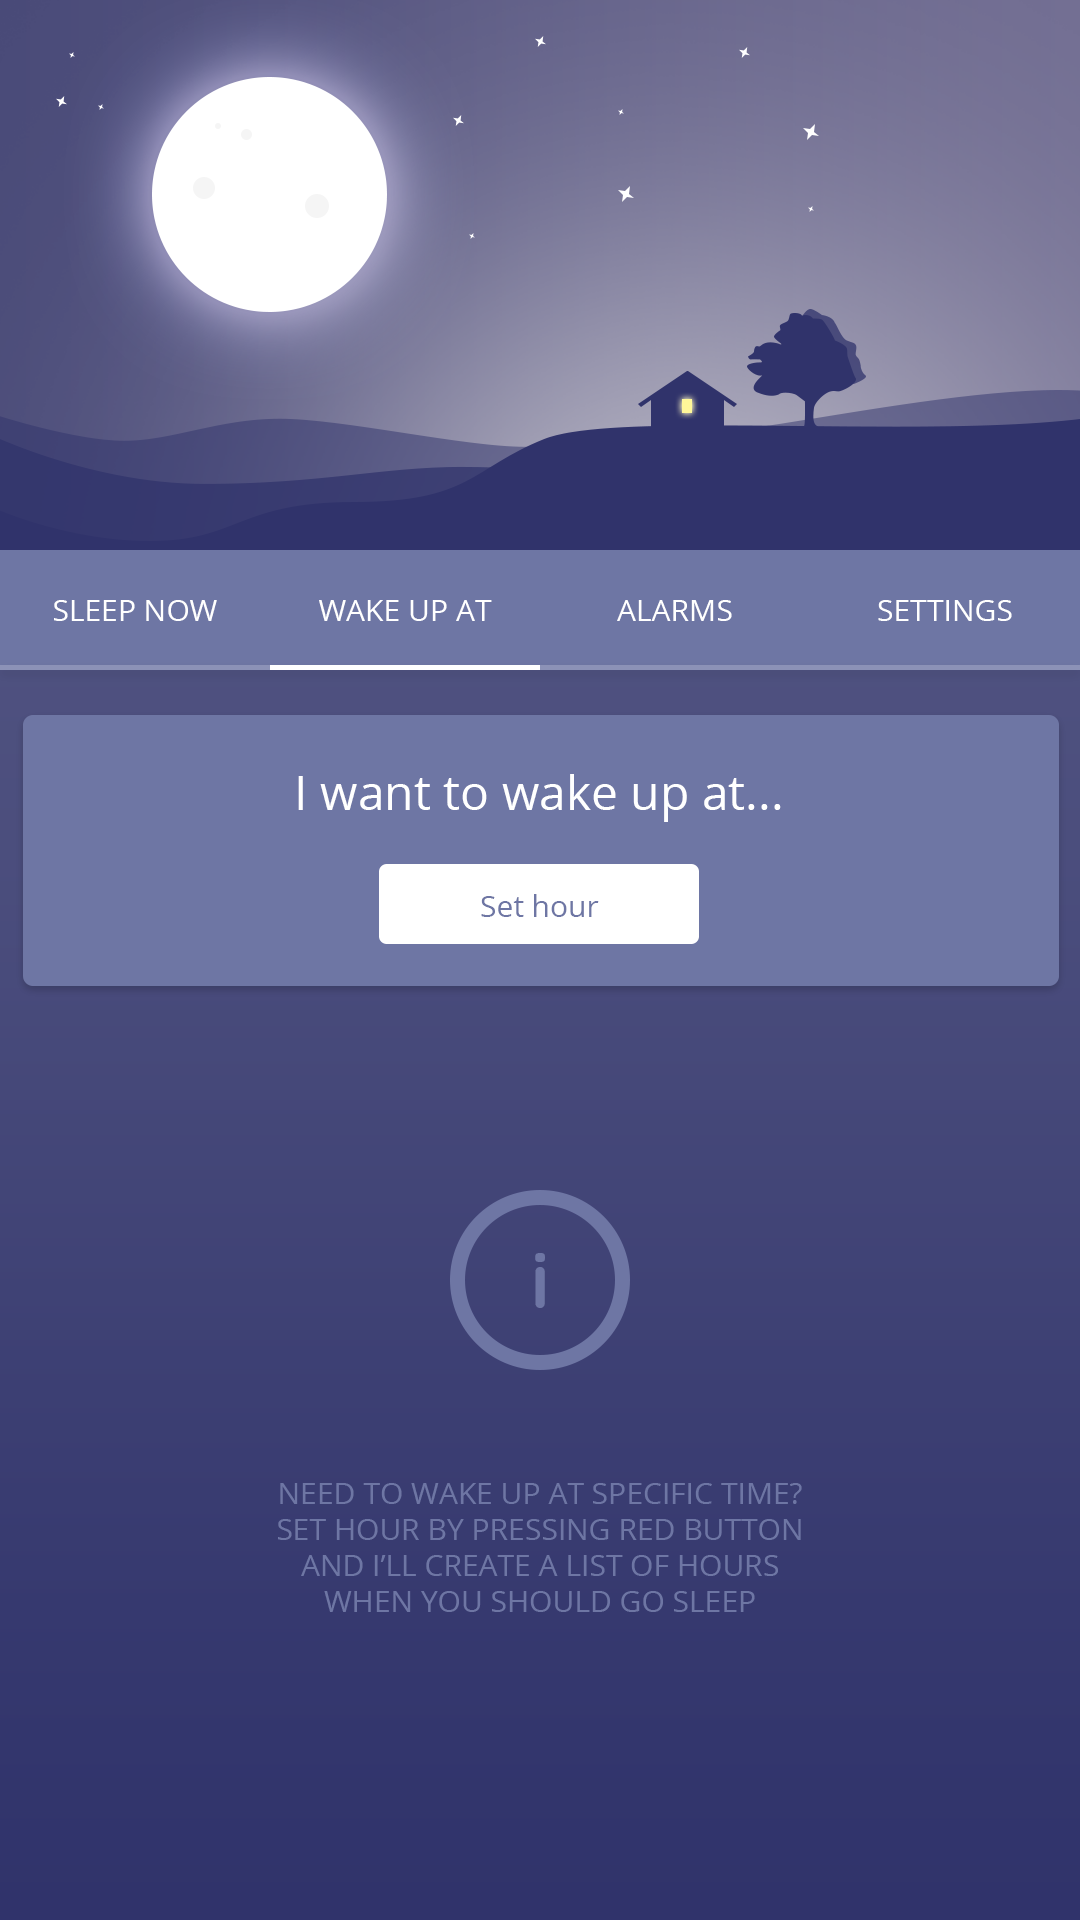 SLEEP NOW WAKE UP AT ALARMS SETTINGS
I want to wake up at...
Set hour
i
NEED TO WAKE UP AT SPECIFIC TIME?
SET HOUR BY PRESSING RED BUTTON
AND I’LL CREATE A LIST OF HOURS
WHEN YOU SHOULD GO SLEEP